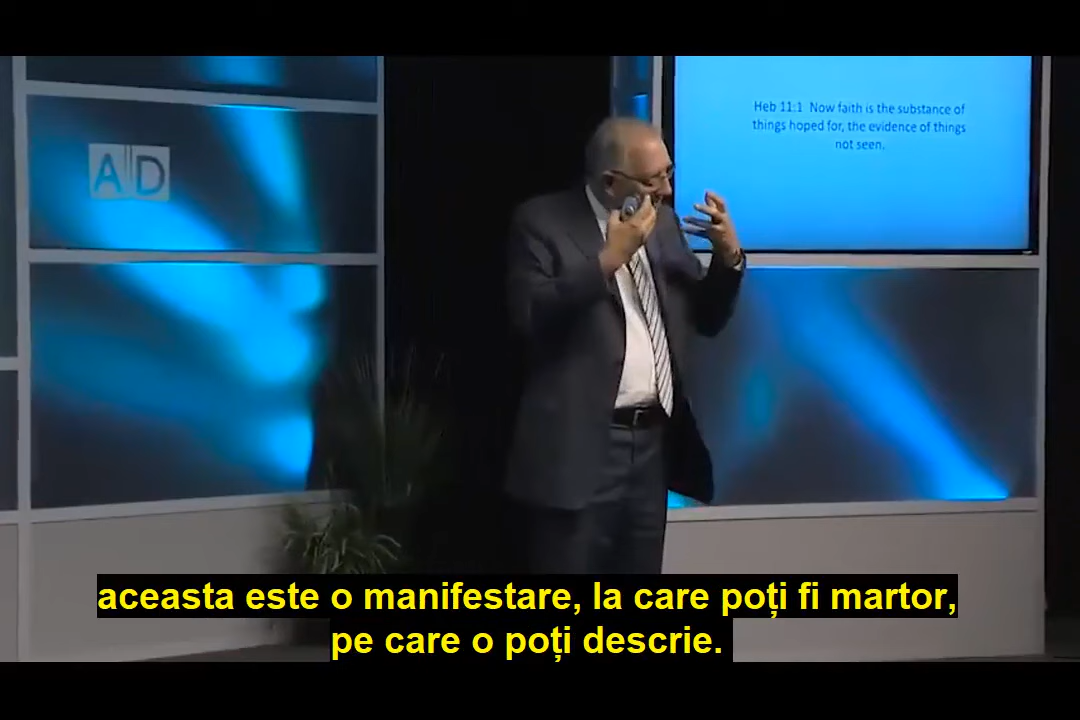 Heb 11:1 Now faith is the substance of
things hoped for, the evidence of things
not seen.
A||D
aceasta este o manifestare, la care poți fi martor,
pe care o poți descrie.